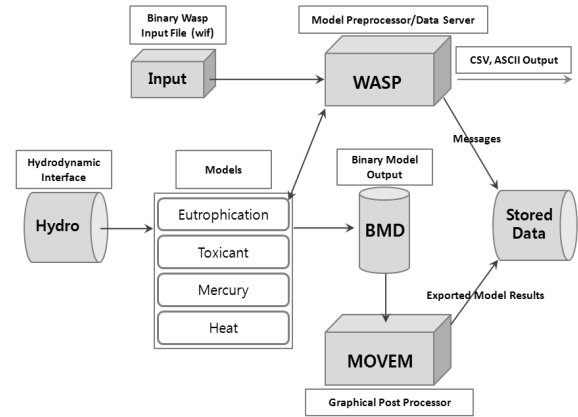 Binary Wasp
Input File (wif)
Model Preprocessor/Data Server
Input
WASP
CSV, ASCII Output
Messages
Hydrodynamic
Interface
Models
Binary Model
Output
Hydro
Eutrophication
Toxicant
Mercury
Heat
BMD
Stored
Data
Exported Model Results
MOVEM
Graphical Post Processor